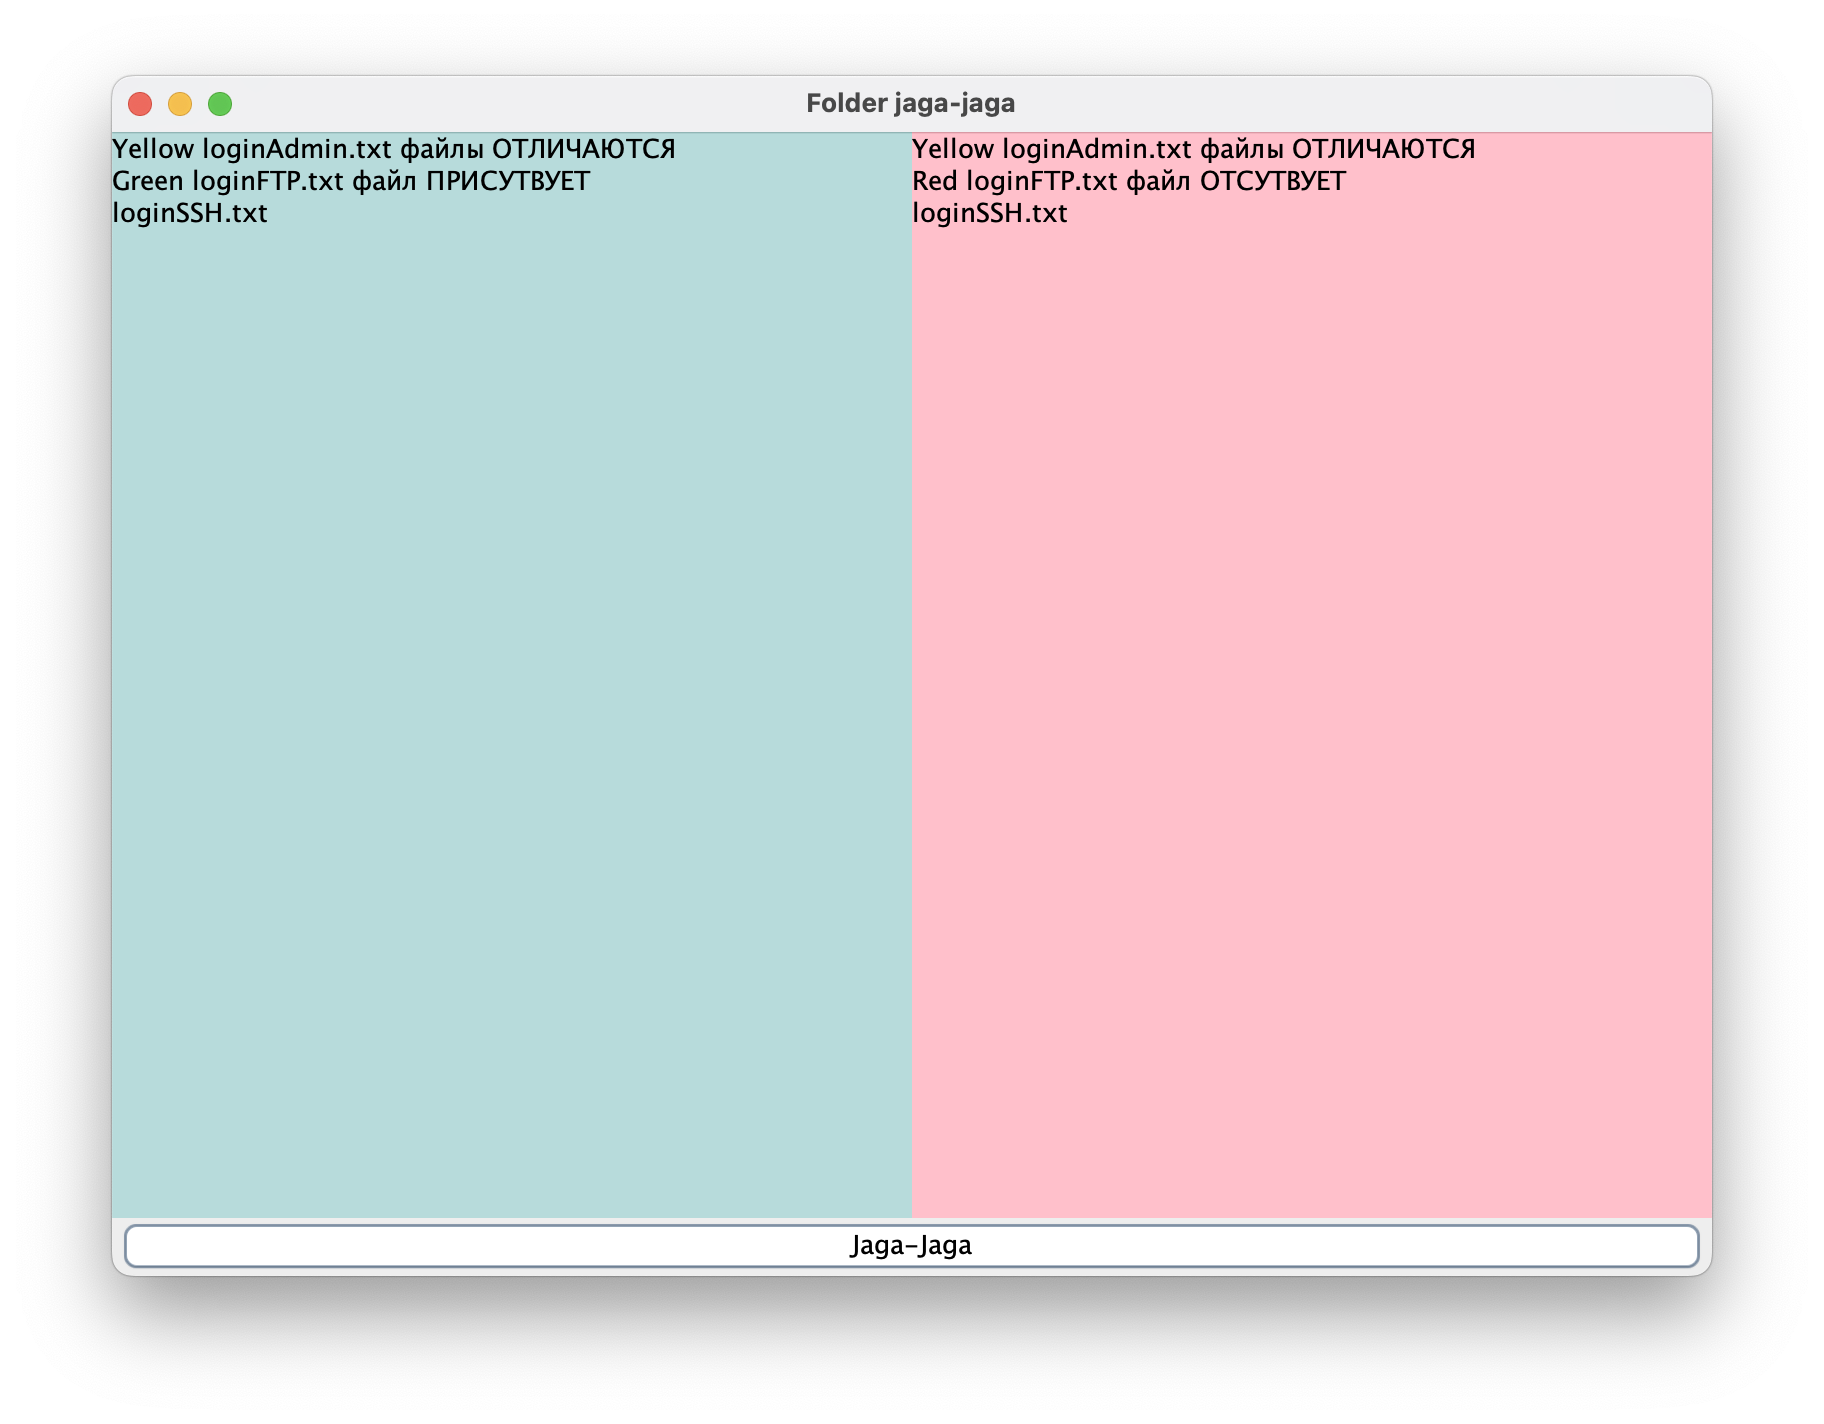 Folder jaga-jaga
Yellow loginAdmin.txt файлы ОТЛИЧАЮТСЯ
Green loginFTP.txt файл ПРИСУТВУЕТ
loginSSH.txt
Yellow loginAdmin.txt файлы ОТЛИЧАЮТСЯ
Red loginFTP.txt файл ОТСУТВУЕТ
loginSSH.txt
Jaga-Jaga